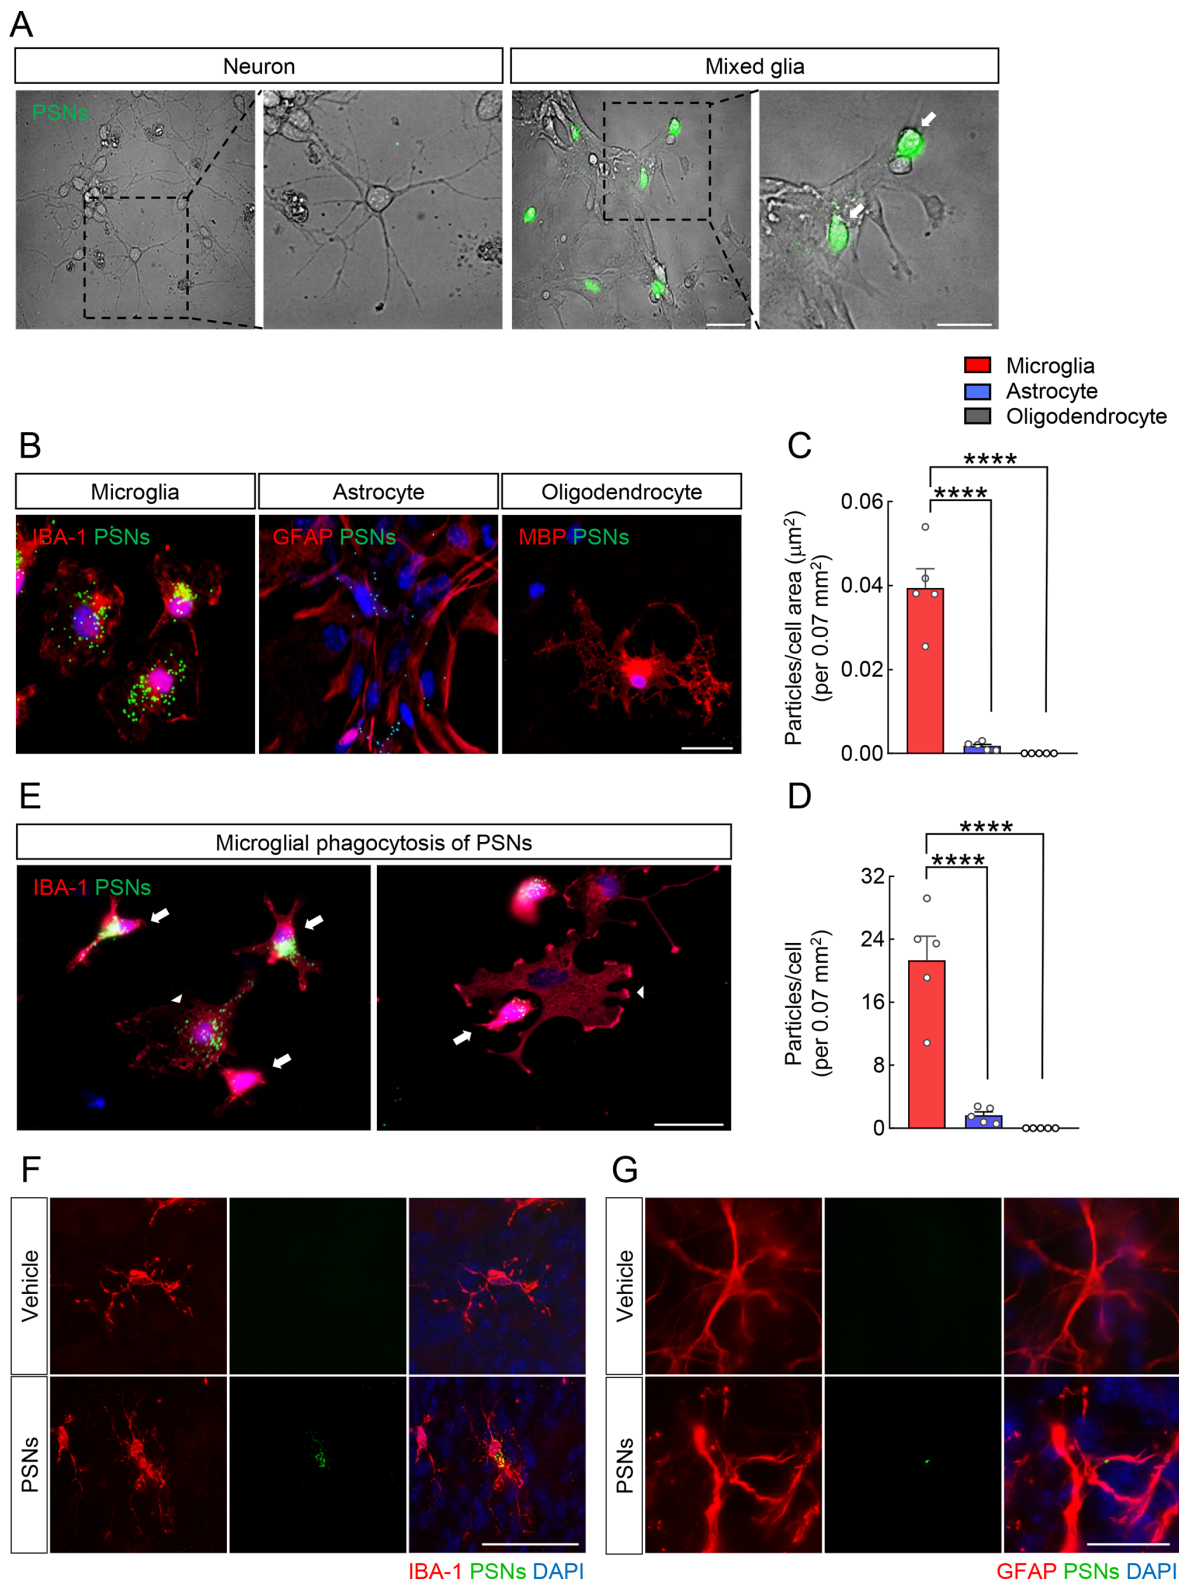 A
Neuron
Mixed glia
PSNs
Microglia
Astrocyte
Oligodendrocyte
B
Microglia
Astrocyte
Oligodendrocyte
IBA-1 PSNs
GFAP PSNs
MBP PSNs
C
****
****
0.06
0.04
0.02
0.00
Particles/cell area (μm²)
(per 0.07 mm²)
E
Microglial phagocytosis of PSNs
IBA-1 PSNs
D
****
****
32
24
16
8
0
Particles/cell
(per 0.07 mm²)
F
Vehicle
PSNs
IBA-1 PSNs DAPI
G
Vehicle
PSNs
GFAP PSNs DAPI